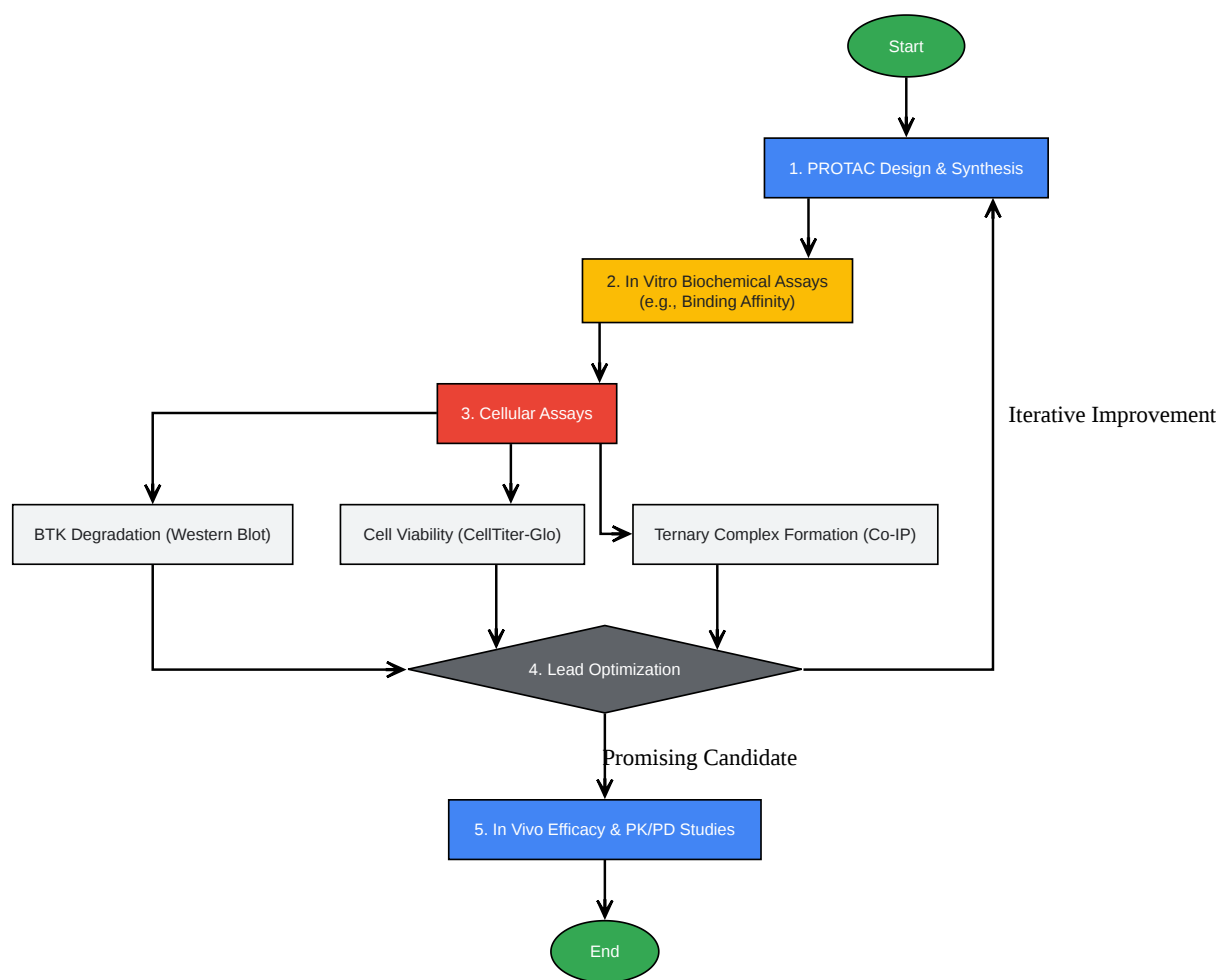 Start
1. PROTAC Design & Synthesis
2. In Vitro Biochemical Assays
(e.g., Binding Affinity)
3. Cellular Assays
Iterative Improvement
BTK Degradation (Western Blot)
Cell Viability (CellTiter-Glo)
Ternary Complex Formation (Co-IP)
4. Lead Optimization
Promising Candidate
5. In Vivo Efficacy & PK/PD Studies
End